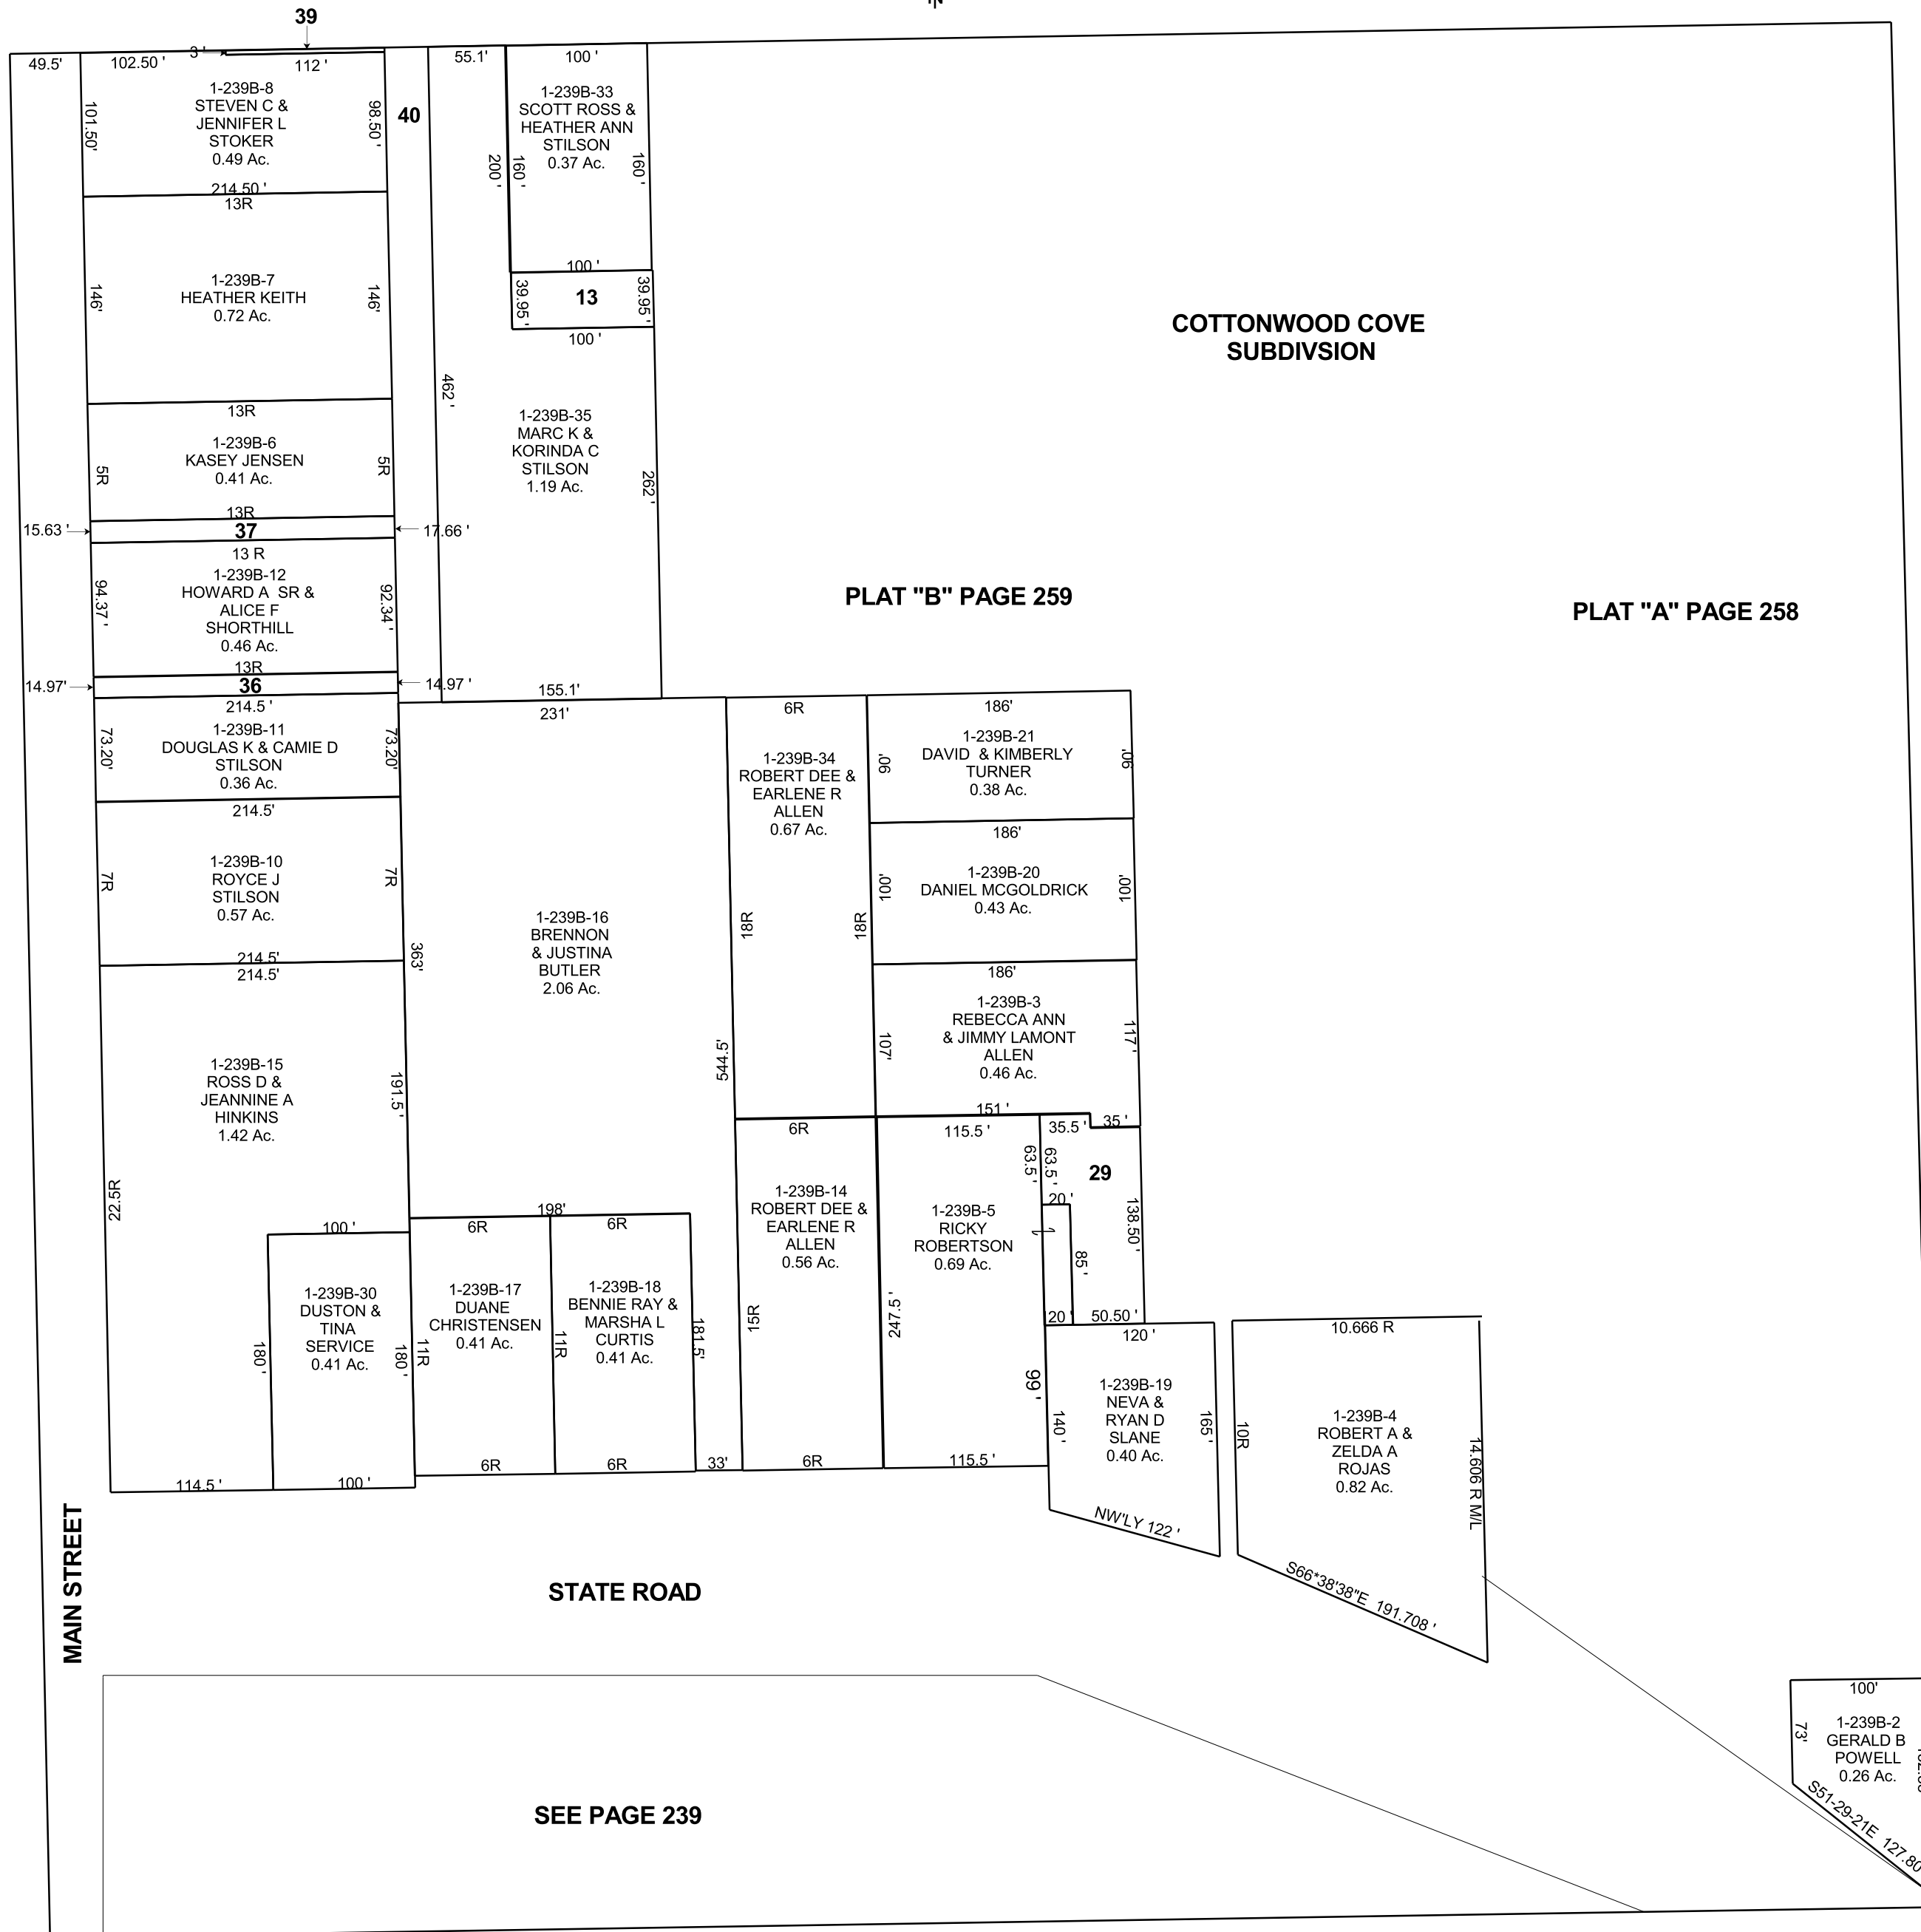 N
39
49.5'
102.50 '
3 '
112 '
55.1'
100 '
1-239B-8
STEVEN C &
JENNIFER L
STOKER
0.49 Ac.
101.50'
98.50 '
40
214.50 '
1-239B-33
SCOTT ROSS &
HEATHER ANN
STILSON
0.37 Ac.
200 '
160 '
160 '
100 '
39.95 '
13
39.95 '
100 '
13R
146'
1-239B-7
HEATHER KEITH
0.72 Ac.
146'
13R
COTTONWOOD COVE
SUBDIVSION
462 '
1-239B-35
MARC K &
KORINDA C
STILSON
1.19 Ac.
262 '
155.1'
5R
1-239B-6
KASEY JENSEN
0.41 Ac.
5R
13R
15.63 '
37
17.66 '
13 R
94.37 '
1-239B-12
HOWARD A  SR &
ALICE F
SHORTHILL
0.46 Ac.
92.34 '
13R
PLAT "B" PAGE 259
PLAT "A" PAGE 258
14.97'
36
14.97 '
214.5 '
73.20'
1-239B-11
DOUGLAS K & CAMIE D
STILSON
0.36 Ac.
73.20'
214.5'
7R
1-239B-10
ROYCE J
STILSON
0.57 Ac.
7R
214.5'
214.5'
231'
363'
1-239B-16
BRENNON
& JUSTINA
BUTLER
2.06 Ac.
544.5'
198'
6R
1-239B-34
ROBERT DEE &
EARLENE R
ALLEN
0.67 Ac.
18R
18R
186'
90'
1-239B-21
DAVID  & KIMBERLY
TURNER
0.38 Ac.
90'
186'
100'
1-239B-20
DANIEL MCGOLDRICK
0.43 Ac.
100'
186'
107'
1-239B-3
REBECCA ANN
& JIMMY LAMONT
ALLEN
0.46 Ac.
117 '
151 '
35 '
1-239B-15
ROSS D &
JEANNINE A
HINKINS
1.42 Ac.
191.5 '
22.5R
100 '
114.5 '
180 '
1-239B-30
DUSTON &
TINA
SERVICE
0.41 Ac.
180 '
100 '
6R
11R
1-239B-17
DUANE
CHRISTENSEN
0.41 Ac.
11R
6R
6R
1-239B-18
BENNIE RAY &
MARSHA L
CURTIS
0.41 Ac.
181.5'
6R
33'
6R
15R
1-239B-14
ROBERT DEE &
EARLENE R
ALLEN
0.56 Ac.
6R
115.5 '
247.5 '
1-239B-5
RICKY
ROBERTSON
0.69 Ac.
63.5 '
99 '
115.5 '
35.5 '
63.5 '
29
20 '
138.50 '
85 '
20 '
50.50 '
120 '
140 '
1-239B-19
NEVA &
RYAN D
SLANE
0.40 Ac.
165 '
NW'LY 122 '
10.666 R
10R
1-239B-4
ROBERT A &
ZELDA A
ROJAS
0.82 Ac.
14.606 R M/L
S66*38'38"E  191.708 '
MAIN STREET
STATE ROAD
SEE PAGE 239
100'
73'
1-239B-2
GERALD B
POWELL
0.26 Ac.
S51-29-21E  127.80